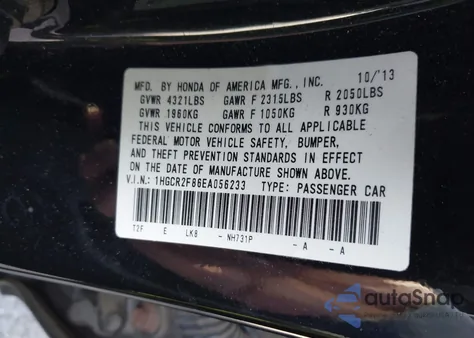 MFD. BY HONDA OF AMERICA MFG., INC. 10/'13
GVWR 4321LBS GAWR F 2315LBS R 2050LBS
GVWR 1960KG GAWR F 1050KG R 930KG
THIS VEHICLE CONFORMS TO ALL APPLICABLE
FEDERAL MOTOR VEHICLE SAFETY, BUMPER,
AND THEFT PREVENTION STANDARDS IN EFFECT
ON THE DATE OF MANUFACTURE SHOWN ABOVE.
V.I.N.: 1HGCR2F86EA056233 TYPE: PASSENGER CAR
T2F E LK8 - NH731P - A - A
autoSnap